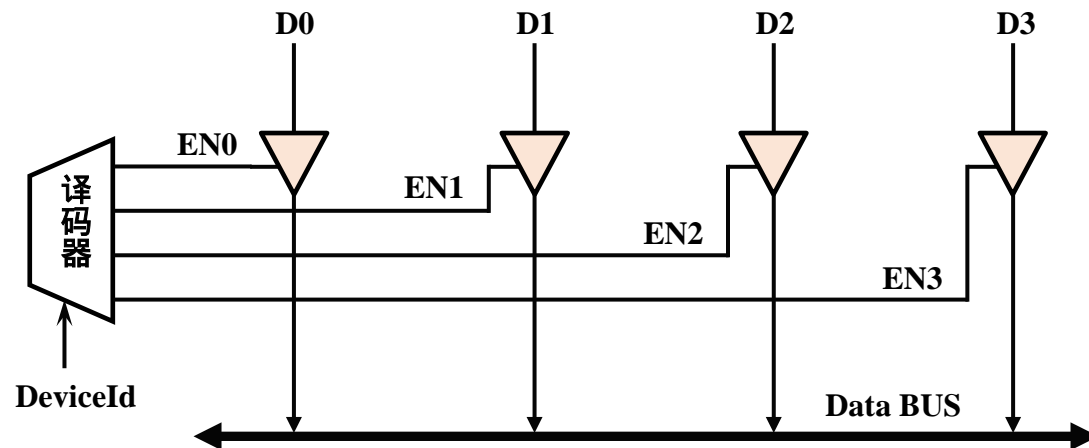 D0 D1 D2 D3
EN0
EN1
EN2
EN3
译码器
DeviceId
Data BUS